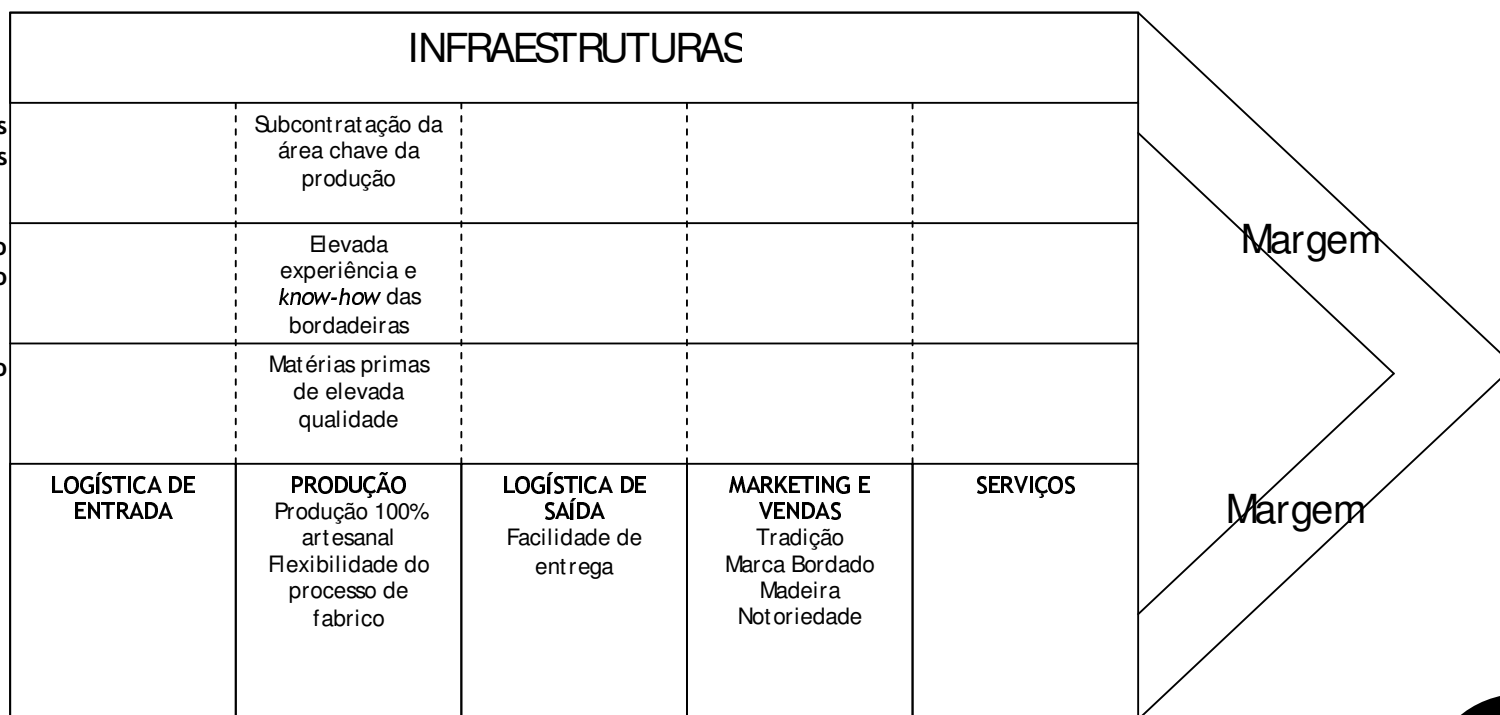 INFRAESTRUTURAS
Subcontratação da
área chave da
produção
Elevada
experiência e
know-how das
bordadeiras
Matérias primas
de elevada
qualidade
Margem
Margem
LOGÍSTICA DE
ENTRADA
PRODUÇÃO
Produção 100%
artesanal
Flexibilidade do
processo de
fabrico
LOGÍSTICA DE
SAÍDA
Facilidade de
entrega
MARKETING E
VENDAS
Tradição
Marca Bordado
Madeira
Notoriedade
SERVIÇOS